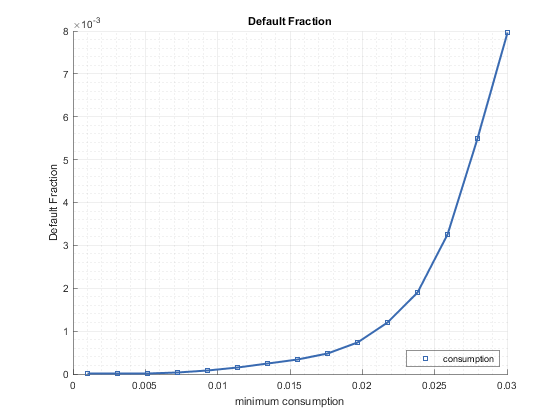 Default Fraction
×10⁻³
8
7
6
5
4
3
2
1
0
Default Fraction
0 0.005 0.01 0.015 0.02 0.025 0.03
minimum consumption
consumption